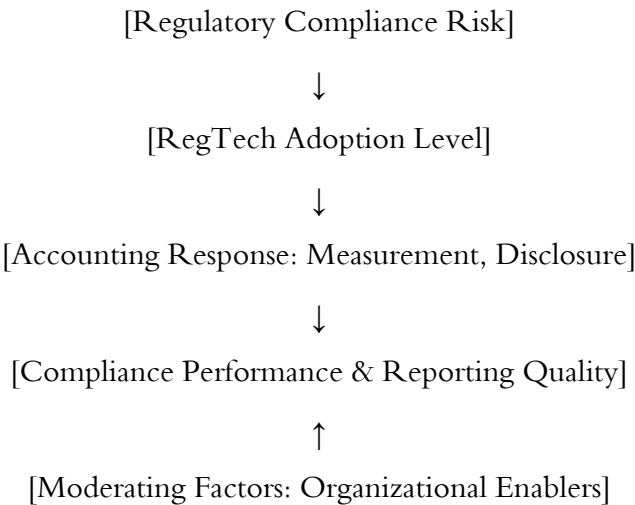 [Regulatory Compliance Risk]
↓
[RegTech Adoption Level]
↓
[Accounting Response: Measurement, Disclosure]
↓
[Compliance Performance & Reporting Quality]
↑
[Moderating Factors: Organizational Enablers]